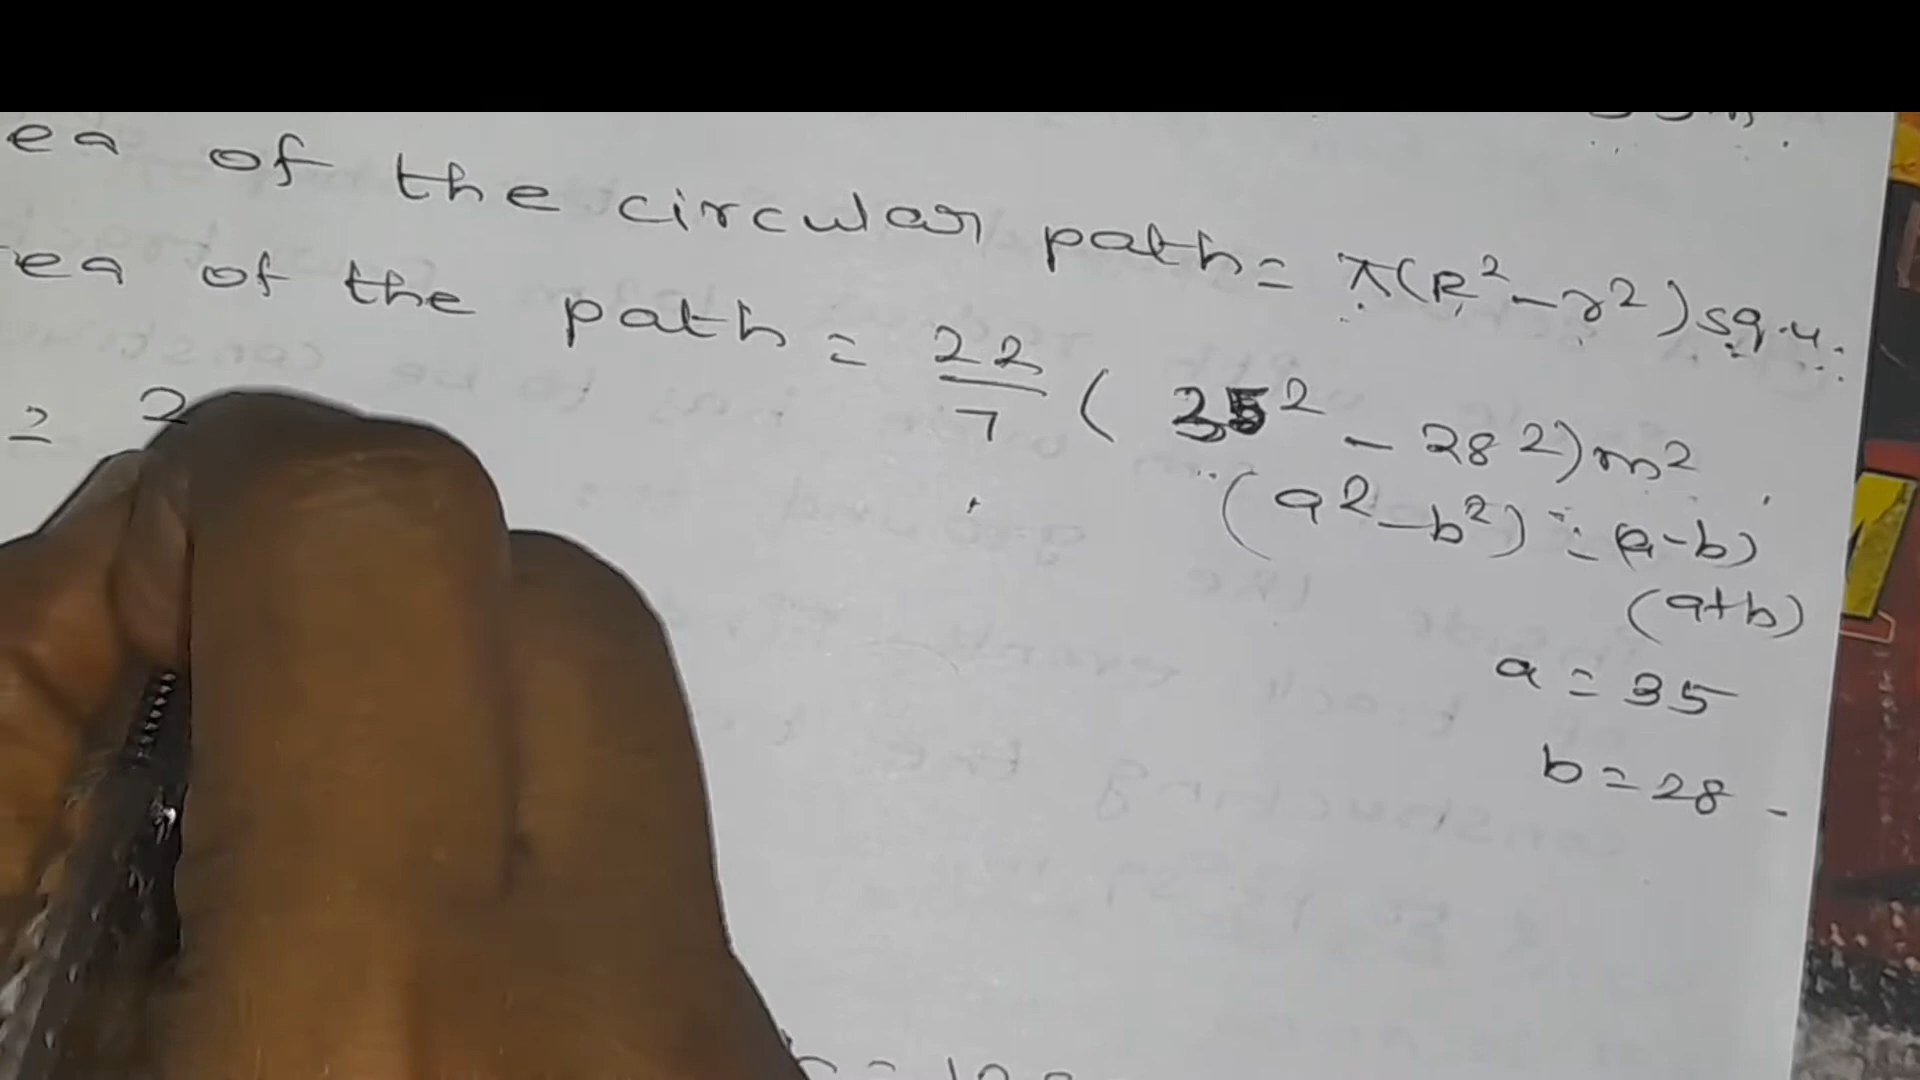 ea of the circular path = π(R² - r²) sq.u.
ea of the path = 22/7 ( 35² - 28²) m²
= 2
(a² - b²) = (a-b)
(a+b)
a = 35
b = 28